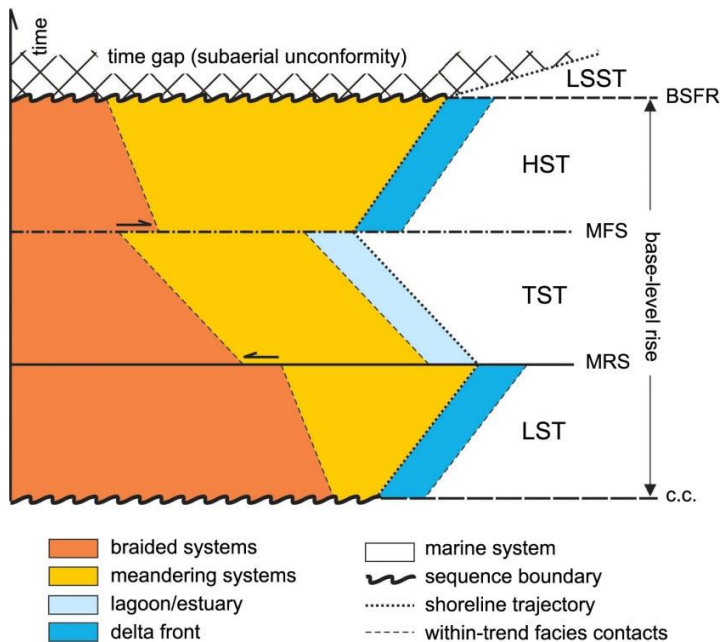 time
time gap (subaerial unconformity)
LSST
BSFR
HST
MFS
base-level rise
TST
MRS
LST
c.c.
braided systems
meandering systems
lagoon/estuary
delta front
marine system
sequence boundary
shoreline trajectory
within-trend facies contacts